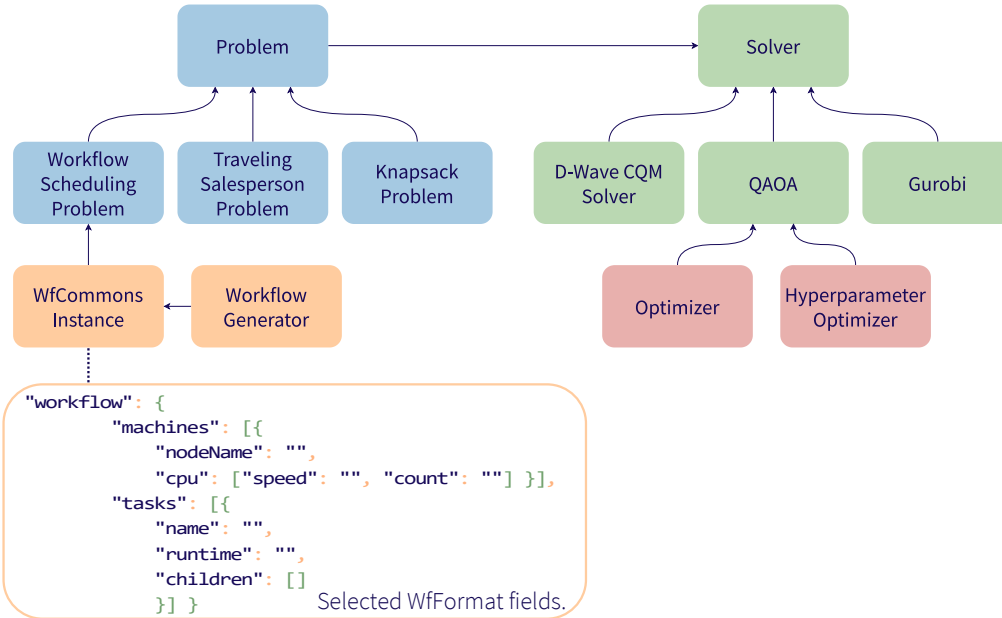 Problem
Solver
Workflow
Scheduling
Problem
Traveling
Salesperson
Problem
Knapsack
Problem
D-Wave CQM
Solver
QAOA
Gurobi
WfCommons
Instance
Workflow
Generator
Optimizer
Hyperparameter
Optimizer
"workflow": {
"machines": [{
"nodeName": "",
"cpu": ["speed": "", "count": ""] }],
"tasks": [{
"name": "",
"runtime": "",
"children": []
}] }
Selected WfFormat fields.